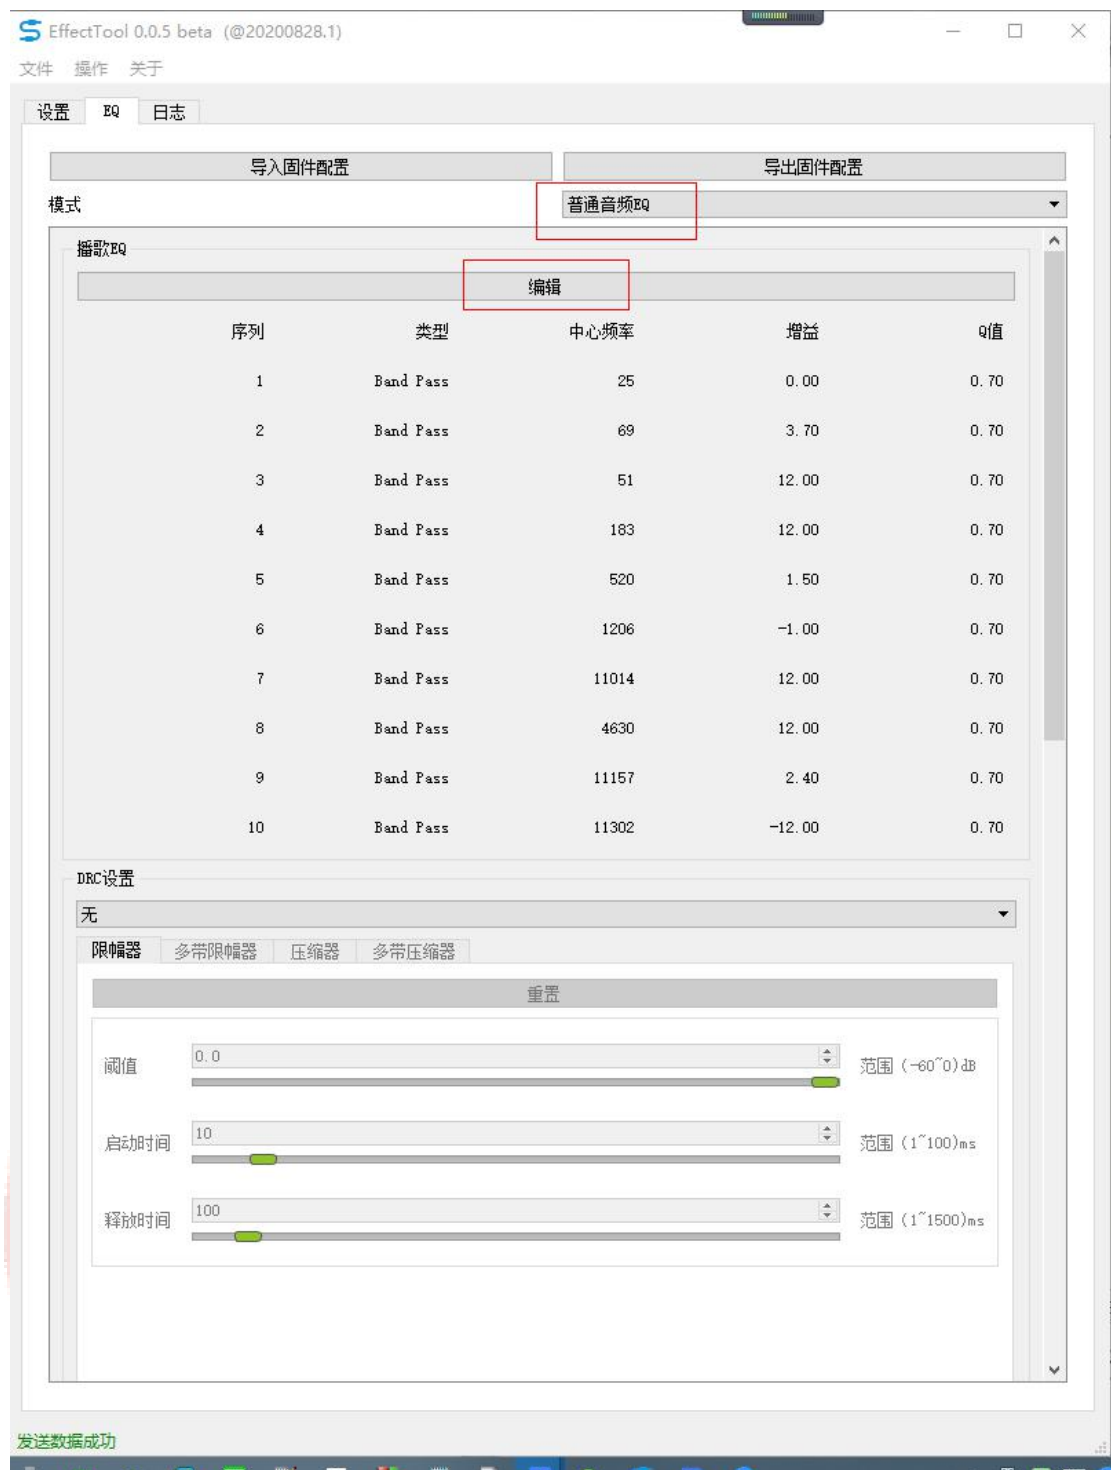 EffectTool 0.0.5 beta (@20200828.1)
文件 操作 关于
设置 EQ 日志
导入固件配置 导出固件配置
模式 普通音频EQ
播歌EQ
编辑
序列 类型 中心频率 增益 Q值
1 Band Pass 25 0.00 0.70
2 Band Pass 69 3.70 0.70
3 Band Pass 51 12.00 0.70
4 Band Pass 183 12.00 0.70
5 Band Pass 520 1.50 0.70
6 Band Pass 1206 -1.00 0.70
7 Band Pass 11014 12.00 0.70
8 Band Pass 4630 12.00 0.70
9 Band Pass 11157 2.40 0.70
10 Band Pass 11302 -12.00 0.70
DRC设置
无
限幅器 多带限幅器 压缩器 多带压缩器
重置
阈值 0.0 范围 (-60~0)dB
启动时间 10 范围 (1~100)ms
释放时间 100 范围 (1~1500)ms
发送数据成功